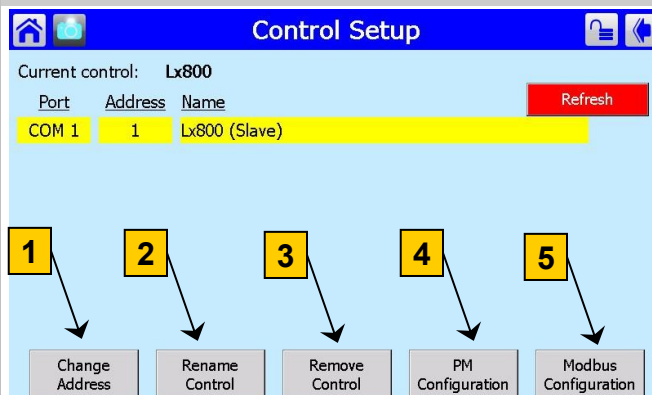 Control Setup
Current control: Lx800
Port Address Name
Refresh
COM 1 1 Lx800 (Slave)
1 2 3 4 5
Change Address
Rename Control
Remove Control
PM Configuration
Modbus Configuration